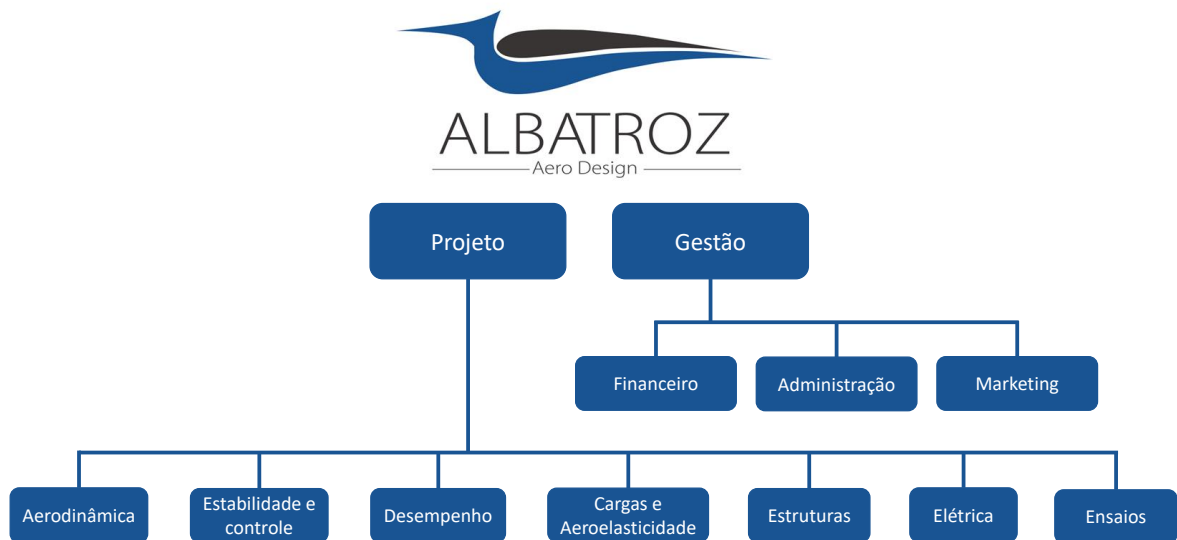 ALBATROZ
Aero Design
Projeto
Gestão
Financeiro
Administração
Marketing
Aerodinâmica
Estabilidade e
controle
Desempenho
Cargas e
Aeroelasticidade
Estruturas
Elétrica
Ensaios